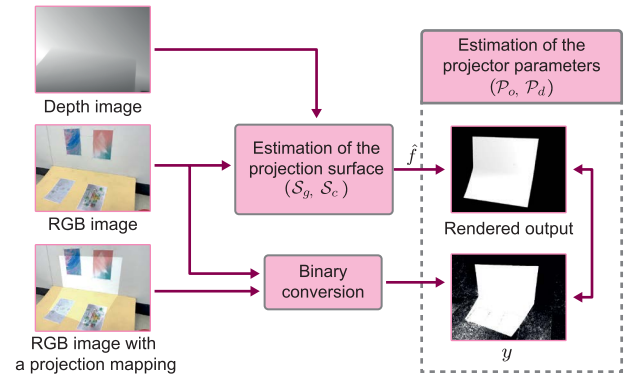 Depth image
RGB image
RGB image with
a projection mapping
Estimation of the
projection surface
(𝒮g, 𝒮c)
Binary
conversion
f̂
Estimation of the
projector parameters
(𝒫o, 𝒫d)
Rendered output
y